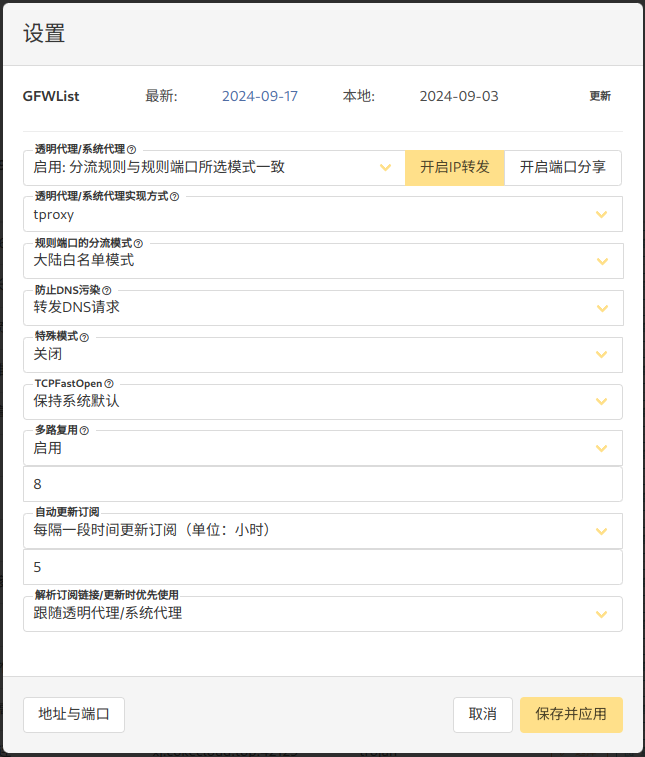 设置
GFWList 最新: 2024-09-17 本地: 2024-09-03 更新
透明代理/系统代理
启用: 分流规则与规则端口所选模式一致 开启IP转发 开启端口分享
透明代理/系统代理实现方式
tproxy
规则端口的分流模式
大陆白名单模式
防止DNS污染
转发DNS请求
特殊模式
关闭
TCPFastOpen
保持系统默认
多路复用
启用
8
自动更新订阅
每隔一段时间更新订阅（单位：小时）
5
解析订阅链接/更新时优先使用
跟随透明代理/系统代理
地址与端口 取消 保存并应用